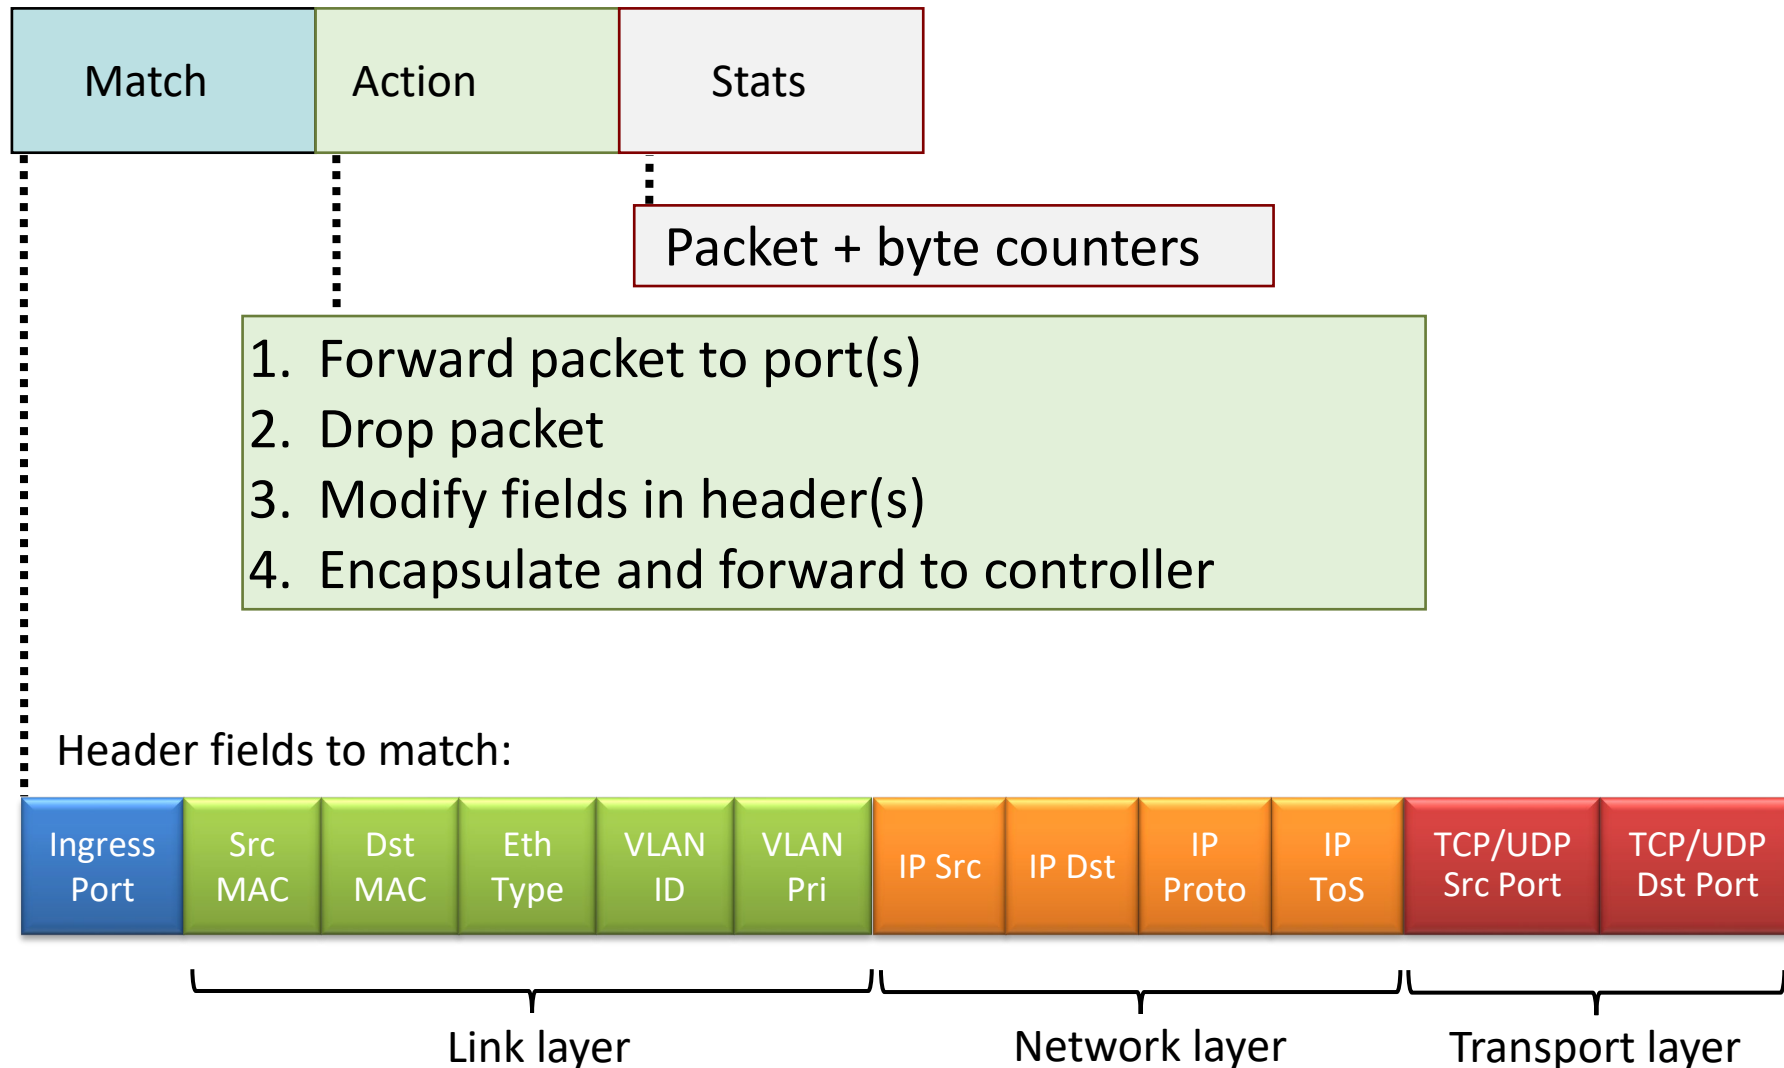 Match
Action
Stats
Packet + byte counters
1. Forward packet to port(s)
2. Drop packet
3. Modify fields in header(s)
4. Encapsulate and forward to controller
Header fields to match:
Ingress
Port
Src
MAC
Dst
MAC
Eth
Type
VLAN
ID
VLAN
Pri
IP Src
IP Dst
IP
Proto
IP
ToS
TCP/UDP
Src Port
TCP/UDP
Dst Port
Link layer
Network layer
Transport layer